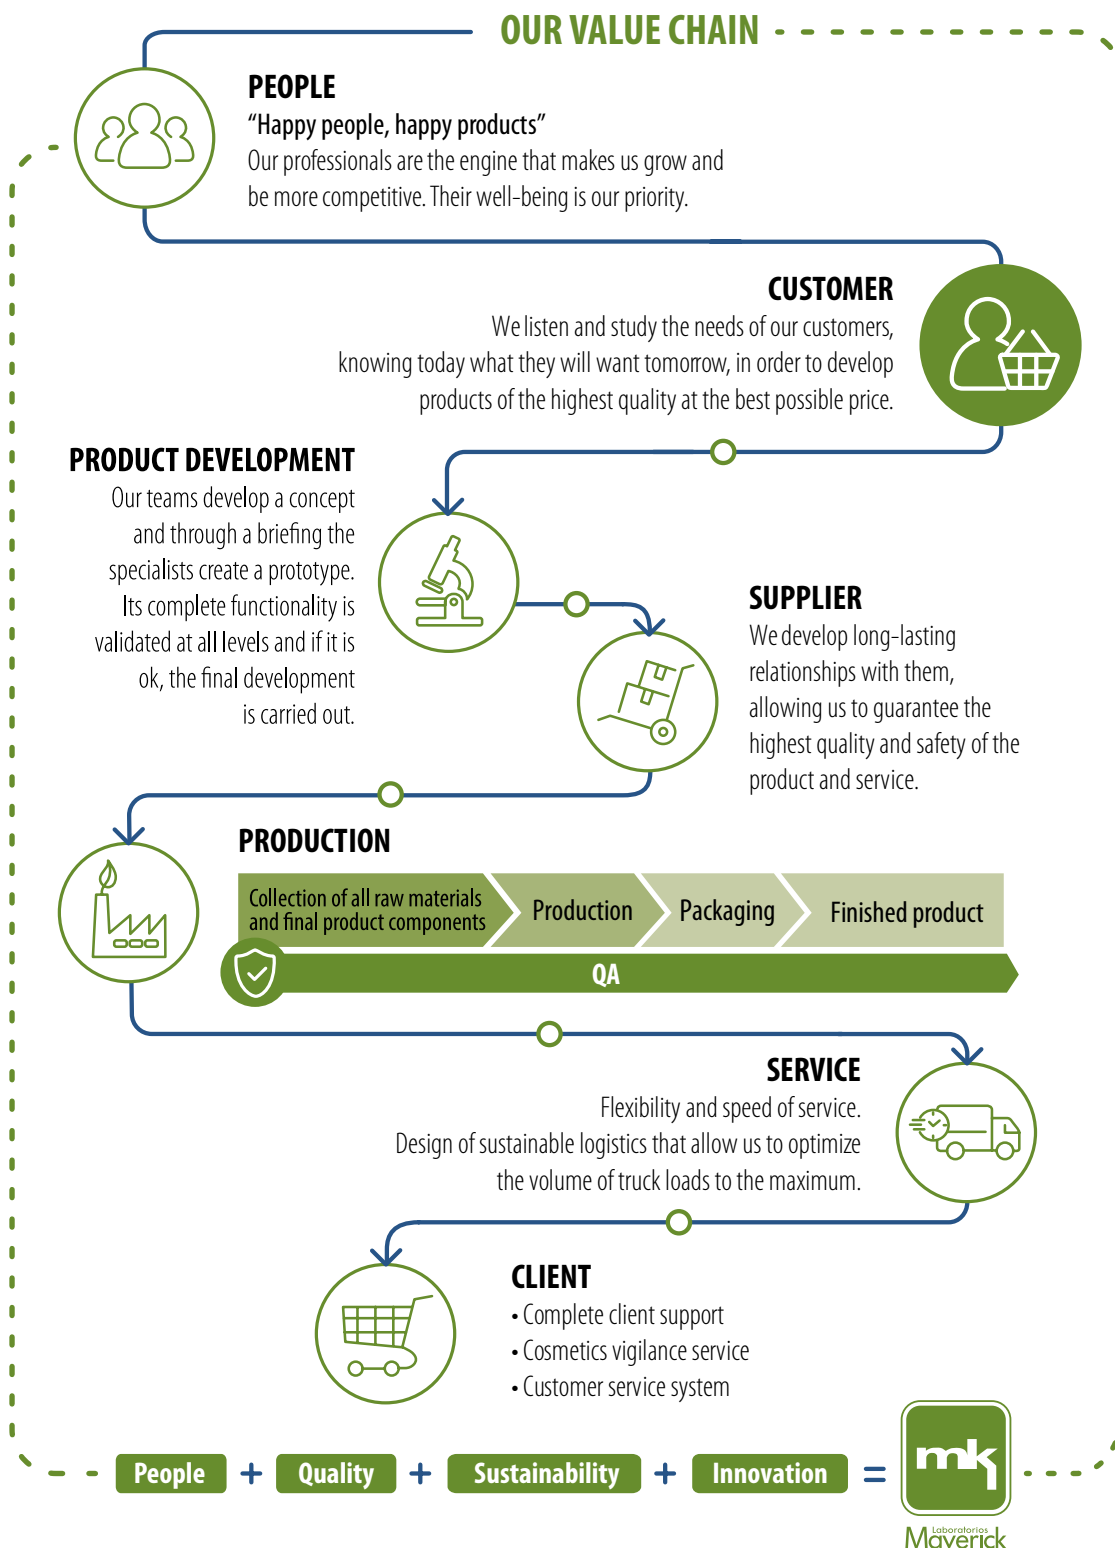 OUR VALUE CHAIN
PEOPLE
“Happy people, happy products”
Our professionals are the engine that makes us grow and
be more competitive. Their well-being is our priority.
CUSTOMER
We listen and study the needs of our customers,
knowing today what they will want tomorrow, in order to develop
products of the highest quality at the best possible price.
PRODUCT DEVELOPMENT
Our teams develop a concept
and through a briefing the
specialists create a prototype.
Its complete functionality is
validated at all levels and if it is
ok, the final development
is carried out.
SUPPLIER
We develop long-lasting
relationships with them,
allowing us to guarantee the
highest quality and safety of the
product and service.
PRODUCTION
Collection of all raw materials
and final product components
Production
Packaging
Finished product
QA
SERVICE
Flexibility and speed of service.
Design of sustainable logistics that allow us to optimize
the volume of truck loads to the maximum.
CLIENT
• Complete client support
• Cosmetics vigilance service
• Customer service system
People + Quality + Sustainability + Innovation =
mk
Laboratorios
Maverick